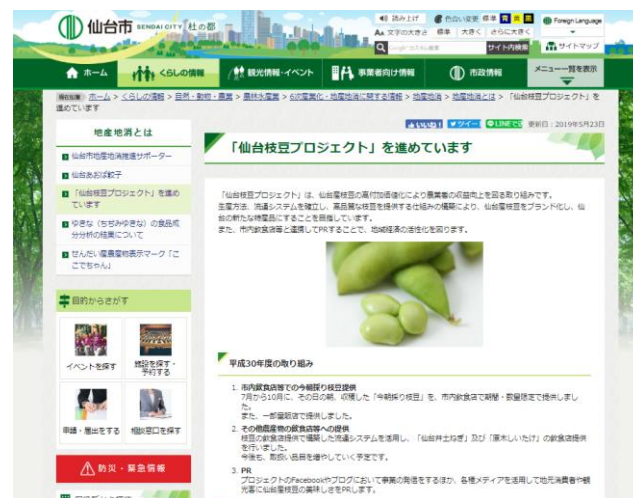 仙台市 SENDAI CITY 杜の都
読み上げ 色合い変更 標準 青 黄 黒
Foreign Language
文字の大きさ 標準 大きく さらに大きく
サイト内検索
サイトマップ
ホーム
くらしの情報
観光情報・イベント
事業者向け情報
市政情報
メニュー一覧を表示
現在位置 ホーム > くらしの情報 > 自然・動物・農業 > 農林水産業 > 6次産業化・地産地消に関する情報 > 地産地消 > 地産地消とは > 「仙台枝豆プロジェクト」を
進めています
いいね! ツイート LINEで送る 更新日:2019年5月23日
地産地消とは
仙台市地産地消推進サポーター
仙台あおば餃子
「仙台枝豆プロジェクト」を進め
ています
ゆきな(ちぢみゆきな)の食品成
分分析の結果について
せんだい産農産物表示マーク「こ
こでちゃん」
目的からさがす
イベントを探す
施設を探す・
予約する
申請・届出をする
相談窓口を探す
防災・緊急情報
「仙台枝豆プロジェクト」を進めています
「仙台枝豆プロジェクト」は、仙台産枝豆の高付加価値化により農業者の収益向上を図る取り組みです。
生産方法、流通システムを確立し、高品質な枝豆を提供する仕組みの構築により、仙台産枝豆をブランド化し、仙
台の新たな特産品にすることを目指しています。
また、市内飲食店等と連携してPRすることで、地域経済の活性化を図ります。
平成30年度の取り組み
1. 市内飲食店等での今朝採り枝豆提供
7月から10月に、その日の朝、収穫した「今朝採り枝豆」を、市内飲食店で期間・数量限定で提供しまし
た。
また、一部量販店で提供しました。
2. その他農産物の飲食店等への提供
枝豆の飲食店提供で構築した流通システムを活用し、「仙台井土ねぎ」及び「原木しいたけ」の飲食店提供
を行いました。
今後も、取扱い品目を増やしていく予定です。
3. PR
プロジェクトのFacebookやブログにおいて事業の発信をするほか、各種メディアを活用して地元消費者や観
光客に仙台産枝豆の美味しさをPRします。